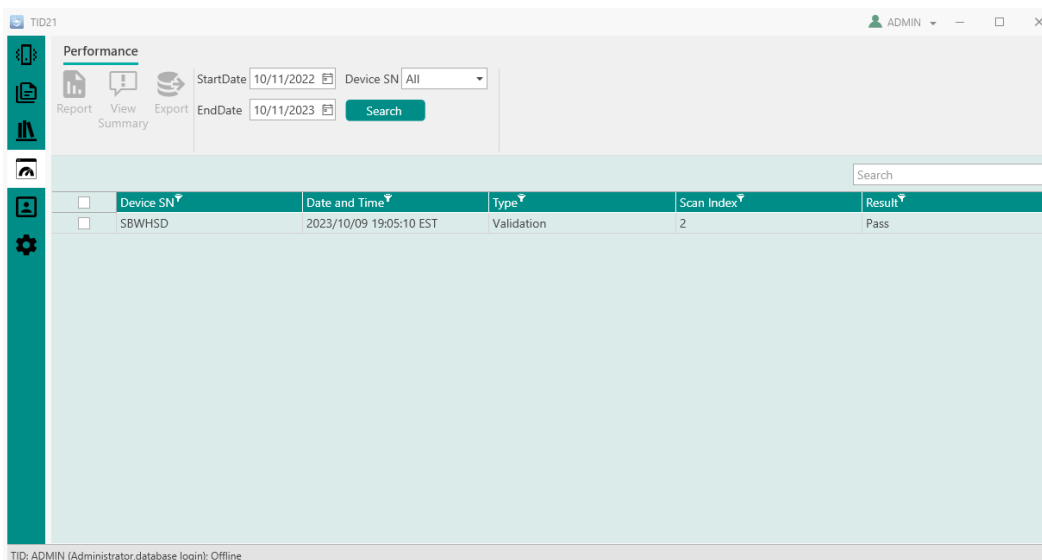 TID21
ADMIN
Performance
StartDate 10/11/2022 Device SN All
Report View Summary Export EndDate 10/11/2023 Search
Search
Device SN Date and Time Type Scan Index Result
SBWHSD 2023/10/09 19:05:10 EST Validation 2 Pass
TID: ADMIN (Administrator,database login): Offline